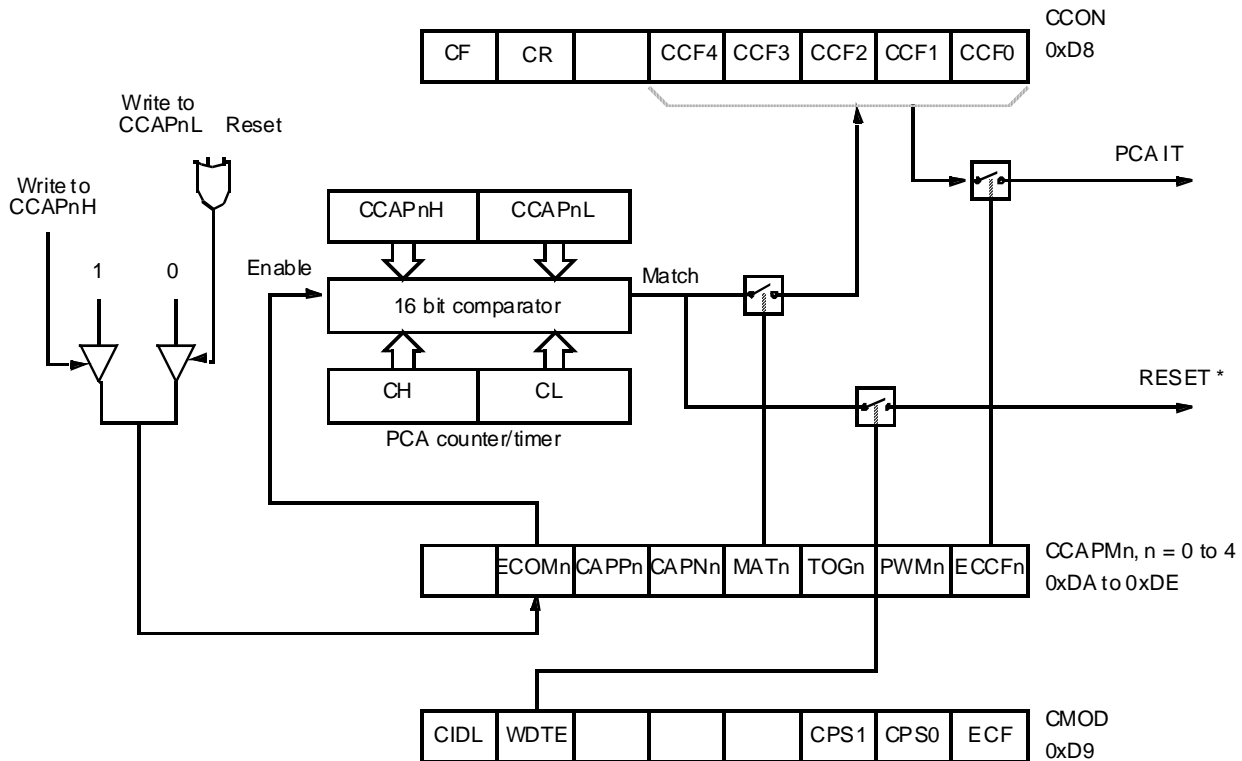 CCON
0xD8
CF CR CCF4 CCF3 CCF2 CCF1 CCF0
Write to
CCAPnL Reset
PCA IT
Write to
CCAPnH
CCAPnH CCAPnL
1 0 Enable
Match
16 bit comparator
RESET *
CH CL
PCA counter/timer
ECOMn CAPPn CAPNn MATn TOGn PWMn ECCFn
CCAPMn, n = 0 to 4
0xDA to 0xDE
CIDL WDTE CPS1 CPS0 ECF
CMOD
0xD9